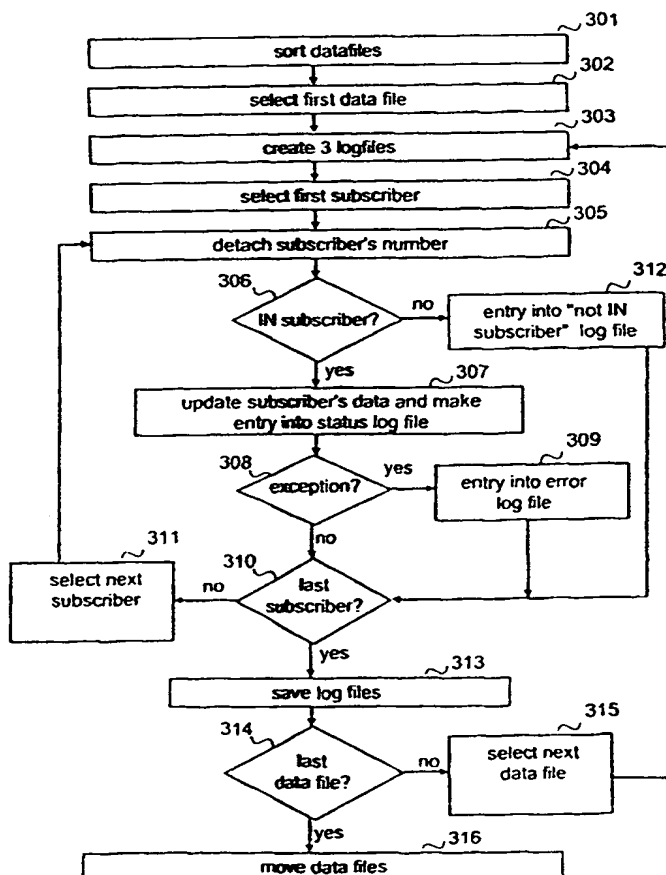 301
sort datafiles
302
select first data file
303
create 3 logfiles
304
select first subscriber
305
detach subscriber's number
306
IN subscriber?
no
312
entry into "not IN
subscriber" log file
yes
307
update subscriber's data and make
entry into status log file
308
exception?
yes
309
entry into error
log file
no
310
last
subscriber?
no
311
select next
subscriber
yes
313
save log files
314
last
data file?
no
315
select next
data file
yes
316
move data files